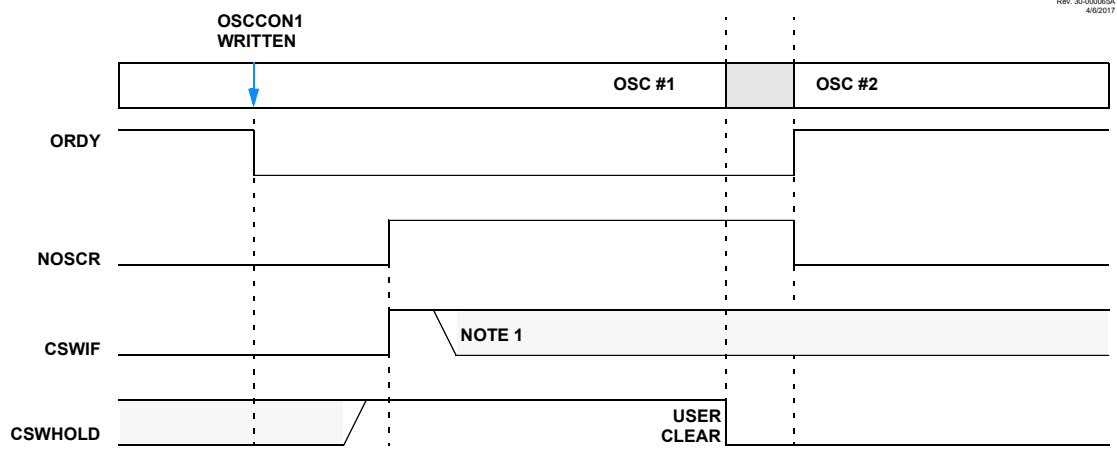 Rev. 30-000065A
4/6/2017
OSCCON1
WRITTEN
OSC #1
OSC #2
ORDY
NOSCR
CSWIF
NOTE 1
CSWHOLD
USER
CLEAR